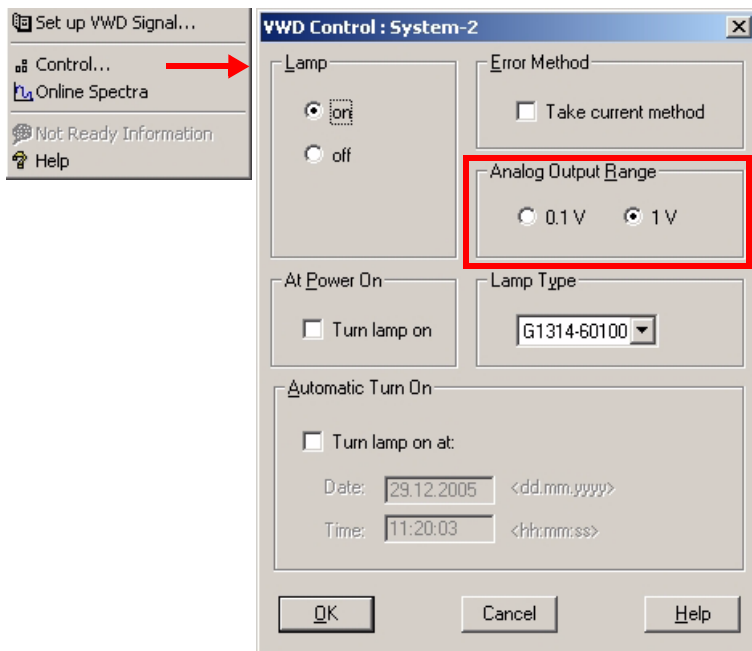 Set up VWD Signal...
Control...
Online Spectra
Not Ready Information
Help
VWD Control : System-2
Lamp
on
off
Error Method
Take current method
Analog Output Range
0.1 V 1 V
At Power On
Turn lamp on
Lamp Type
G1314-60100
Automatic Turn On
Turn lamp on at:
Date: 29.12.2005 <dd.mm.yyyy>
Time: 11:20:03 <hh:mm:ss>
OK Cancel Help